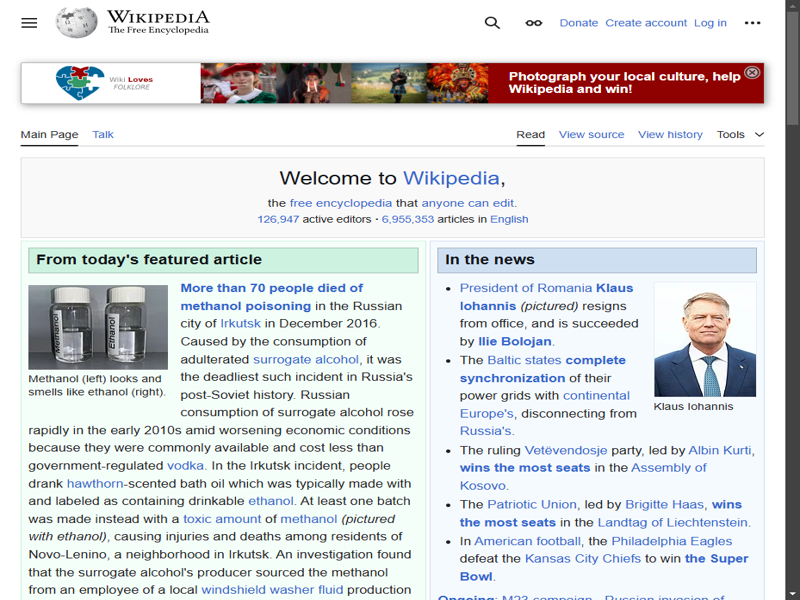 WIKIPEDIA
The Free Encyclopedia
Donate Create account Log in
Wiki Loves
FOLKLORE
Photograph your local culture, help
Wikipedia and win!
Main Page Talk
Read View source View history Tools
Welcome to Wikipedia,
the free encyclopedia that anyone can edit.
126,947 active editors · 6,955,353 articles in English
From today's featured article
Methanol
Ethanol
Methanol (left) looks and
smells like ethanol (right).
More than 70 people died of
methanol poisoning in the Russian
city of Irkutsk in December 2016.
Caused by the consumption of
adulterated surrogate alcohol, it was
the deadliest such incident in Russia's
post-Soviet history. Russian
consumption of surrogate alcohol rose
rapidly in the early 2010s amid worsening economic conditions
because they were commonly available and cost less than
government-regulated vodka. In the Irkutsk incident, people
drank hawthorn-scented bath oil which was typically made with
and labeled as containing drinkable ethanol. At least one batch
was made instead with a toxic amount of methanol (pictured
with ethanol), causing injuries and deaths among residents of
Novo-Lenino, a neighborhood in Irkutsk. An investigation found
that the surrogate alcohol's producer sourced the methanol
from an employee of a local windshield washer fluid production
In the news
• President of Romania Klaus
Iohannis (pictured) resigns
from office, and is succeeded
by Ilie Bolojan.
Klaus Iohannis
• The Baltic states complete
synchronization of their
power grids with continental
Europe's, disconnecting from
Russia's.
• The ruling Vetëvendosje party, led by Albin Kurti,
wins the most seats in the Assembly of
Kosovo.
• The Patriotic Union, led by Brigitte Haas, wins
the most seats in the Landtag of Liechtenstein.
• In American football, the Philadelphia Eagles
defeat the Kansas City Chiefs to win the Super
Bowl.
Ongoing: M23 campaign · Russian invasion of